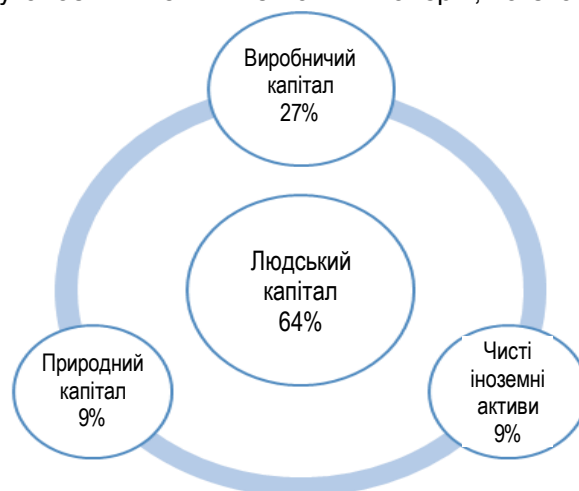 Виробничий
капітал
27%
Людський
капітал
64%
Природний
капітал
9%
Чисті
іноземні
активи
9%